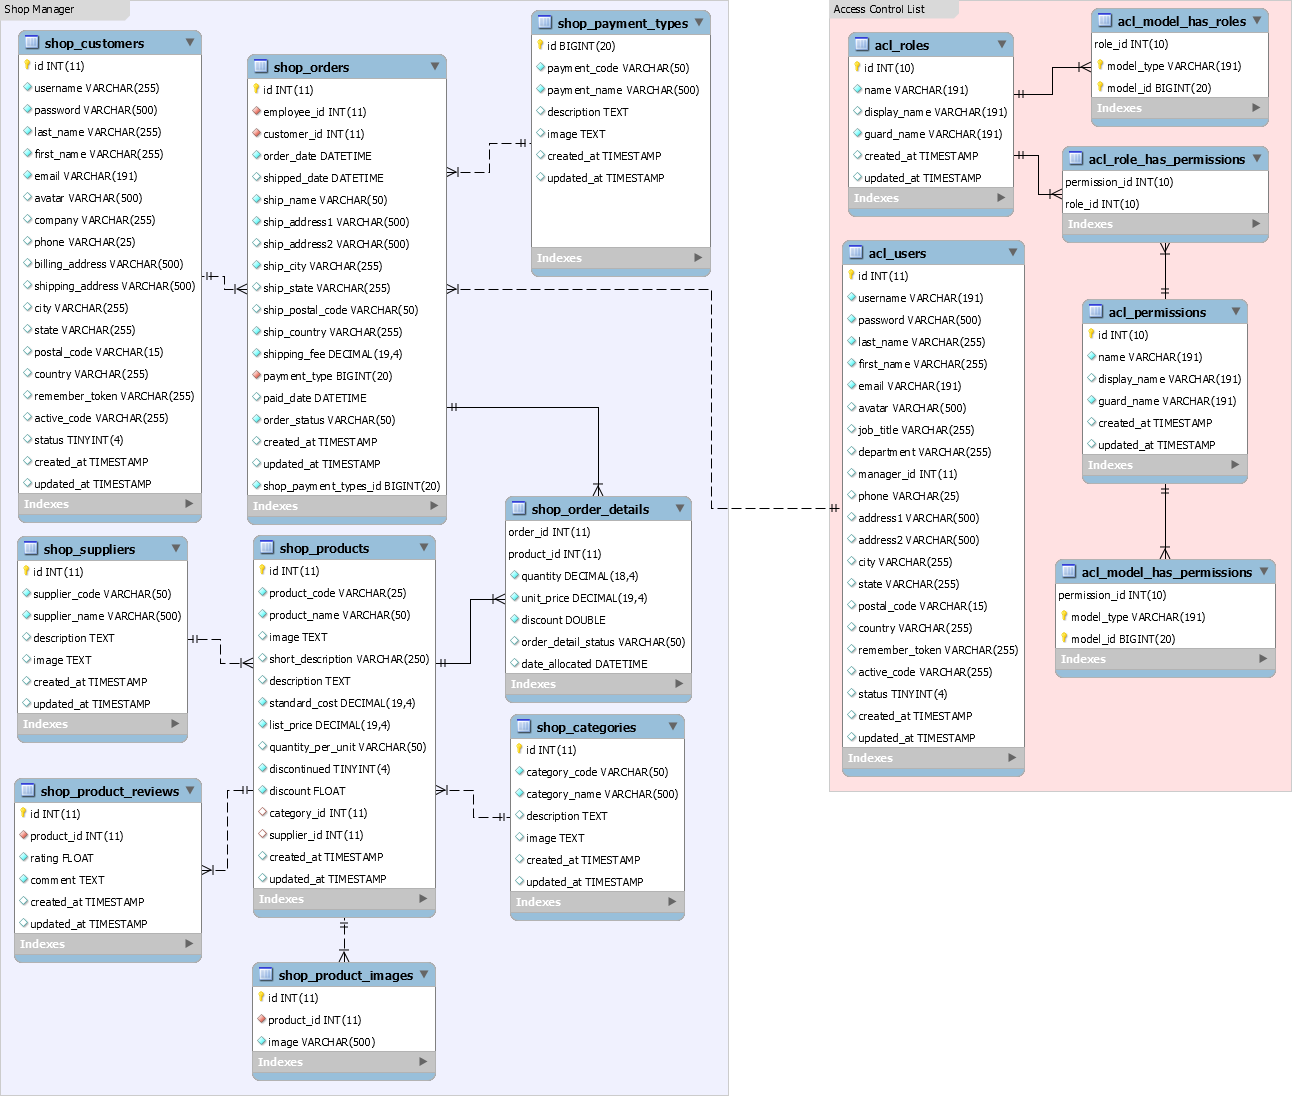 Shop Manager
shop_customers
id INT(11)
username VARCHAR(255)
password VARCHAR(500)
last_name VARCHAR(255)
first_name VARCHAR(255)
email VARCHAR(191)
avatar VARCHAR(500)
company VARCHAR(255)
phone VARCHAR(25)
billing_address VARCHAR(500)
shipping_address VARCHAR(500)
city VARCHAR(255)
state VARCHAR(255)
postal_code VARCHAR(15)
country VARCHAR(255)
remember_token VARCHAR(255)
active_code VARCHAR(255)
status TINYINT(4)
created_at TIMESTAMP
updated_at TIMESTAMP
Indexes
shop_orders
id INT(11)
employee_id INT(11)
customer_id INT(11)
order_date DATETIME
shipped_date DATETIME
ship_name VARCHAR(50)
ship_address1 VARCHAR(500)
ship_address2 VARCHAR(500)
ship_city VARCHAR(255)
ship_state VARCHAR(255)
ship_postal_code VARCHAR(50)
ship_country VARCHAR(255)
shipping_fee DECIMAL(19,4)
payment_type BIGINT(20)
paid_date DATETIME
order_status VARCHAR(50)
created_at TIMESTAMP
updated_at TIMESTAMP
shop_payment_types_id BIGINT(20)
Indexes
shop_payment_types
id BIGINT(20)
payment_code VARCHAR(50)
payment_name VARCHAR(500)
description TEXT
image TEXT
created_at TIMESTAMP
updated_at TIMESTAMP
Indexes
shop_suppliers
id INT(11)
supplier_code VARCHAR(50)
supplier_name VARCHAR(500)
description TEXT
image TEXT
created_at TIMESTAMP
updated_at TIMESTAMP
Indexes
shop_products
id INT(11)
product_code VARCHAR(25)
product_name VARCHAR(50)
image TEXT
short_description VARCHAR(250)
description TEXT
standard_cost DECIMAL(19,4)
list_price DECIMAL(19,4)
quantity_per_unit VARCHAR(50)
discontinued TINYINT(4)
discount FLOAT
category_id INT(11)
supplier_id INT(11)
created_at TIMESTAMP
updated_at TIMESTAMP
Indexes
shop_order_details
order_id INT(11)
product_id INT(11)
quantity DECIMAL(18,4)
unit_price DECIMAL(19,4)
discount DOUBLE
order_detail_status VARCHAR(50)
date_allocated DATETIME
Indexes
shop_categories
id INT(11)
category_code VARCHAR(50)
category_name VARCHAR(500)
description TEXT
image TEXT
created_at TIMESTAMP
updated_at TIMESTAMP
Indexes
shop_product_reviews
id INT(11)
product_id INT(11)
rating FLOAT
comment TEXT
created_at TIMESTAMP
updated_at TIMESTAMP
Indexes
shop_product_images
id INT(11)
product_id INT(11)
image VARCHAR(500)
Indexes
Access Control List
acl_roles
id INT(10)
name VARCHAR(191)
display_name VARCHAR(191)
guard_name VARCHAR(191)
created_at TIMESTAMP
updated_at TIMESTAMP
Indexes
acl_model_has_roles
role_id INT(10)
model_type VARCHAR(191)
model_id BIGINT(20)
Indexes
acl_role_has_permissions
permission_id INT(10)
role_id INT(10)
Indexes
acl_users
id INT(11)
username VARCHAR(191)
password VARCHAR(500)
last_name VARCHAR(255)
first_name VARCHAR(255)
email VARCHAR(191)
avatar VARCHAR(500)
job_title VARCHAR(255)
department VARCHAR(255)
manager_id INT(11)
phone VARCHAR(25)
address1 VARCHAR(500)
address2 VARCHAR(500)
city VARCHAR(255)
state VARCHAR(255)
postal_code VARCHAR(15)
country VARCHAR(255)
remember_token VARCHAR(255)
active_code VARCHAR(255)
status TINYINT(4)
created_at TIMESTAMP
updated_at TIMESTAMP
Indexes
acl_permissions
id INT(10)
name VARCHAR(191)
display_name VARCHAR(191)
guard_name VARCHAR(191)
created_at TIMESTAMP
updated_at TIMESTAMP
Indexes
acl_model_has_permissions
permission_id INT(10)
model_type VARCHAR(191)
model_id BIGINT(20)
Indexes